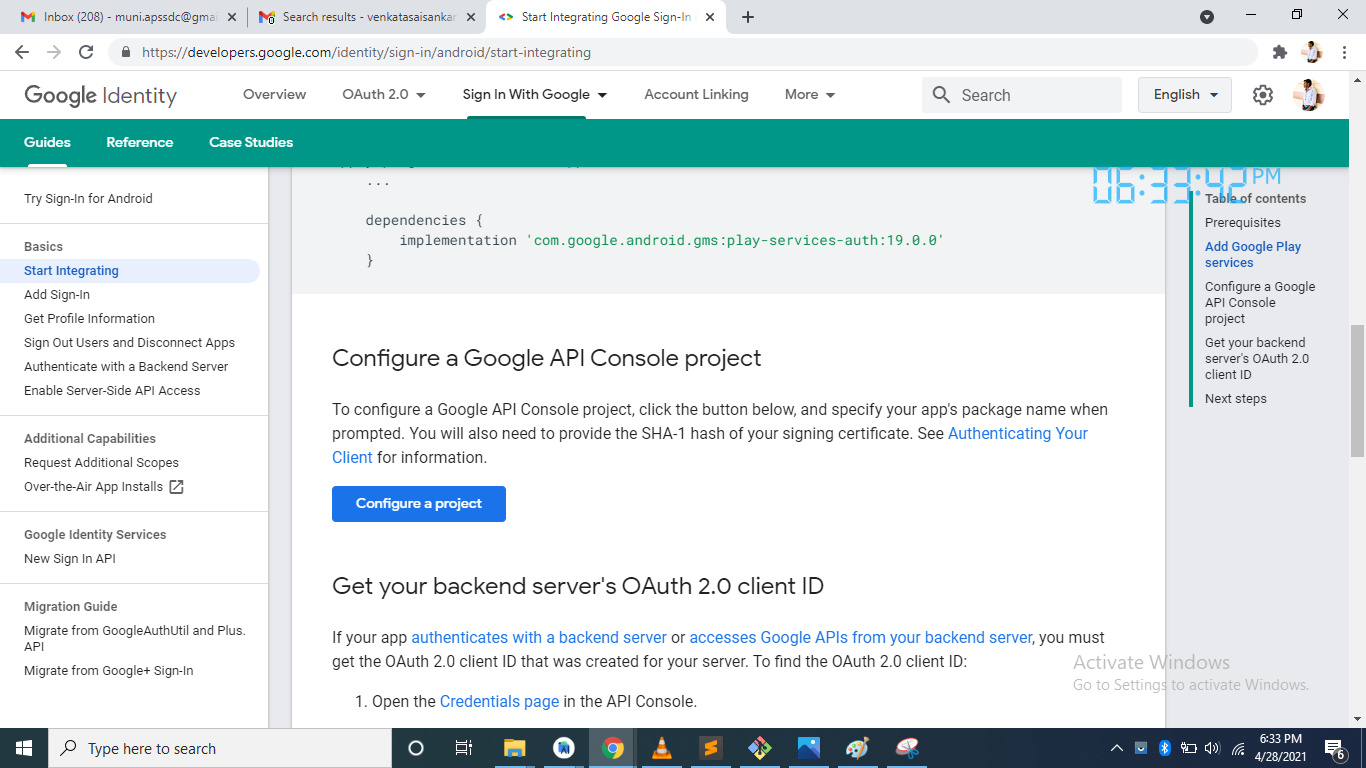 Inbox (208) - muni.apssdc@gmai
Search results - venkatasaisankar
Start Integrating Google Sign-In
https://developers.google.com/identity/sign-in/android/start-integrating
Google Identity
Overview
OAuth 2.0
Sign In With Google
Account Linking
More
Search
English
Guides
Reference
Case Studies
06:33:42 PM
Try Sign-In for Android
Basics
Start Integrating
Add Sign-In
Get Profile Information
Sign Out Users and Disconnect Apps
Authenticate with a Backend Server
Enable Server-Side API Access
Additional Capabilities
Request Additional Scopes
Over-the-Air App Installs
Google Identity Services
New Sign In API
Migration Guide
Migrate from GoogleAuthUtil and Plus.
API
Migrate from Google+ Sign-In
...
dependencies {
implementation 'com.google.android.gms:play-services-auth:19.0.0'
}
Configure a Google API Console project
To configure a Google API Console project, click the button below, and specify your app's package name when
prompted. You will also need to provide the SHA-1 hash of your signing certificate. See Authenticating Your
Client for information.
Configure a project
Get your backend server's OAuth 2.0 client ID
If your app authenticates with a backend server or accesses Google APIs from your backend server, you must
get the OAuth 2.0 client ID that was created for your server. To find the OAuth 2.0 client ID:
1. Open the Credentials page in the API Console.
Table of contents
Prerequisites
Add Google Play
services
Configure a Google
API Console
project
Get your backend
server's OAuth 2.0
client ID
Next steps
Activate Windows
Go to Settings to activate Windows.
Type here to search
6:33 PM
4/28/2021
6